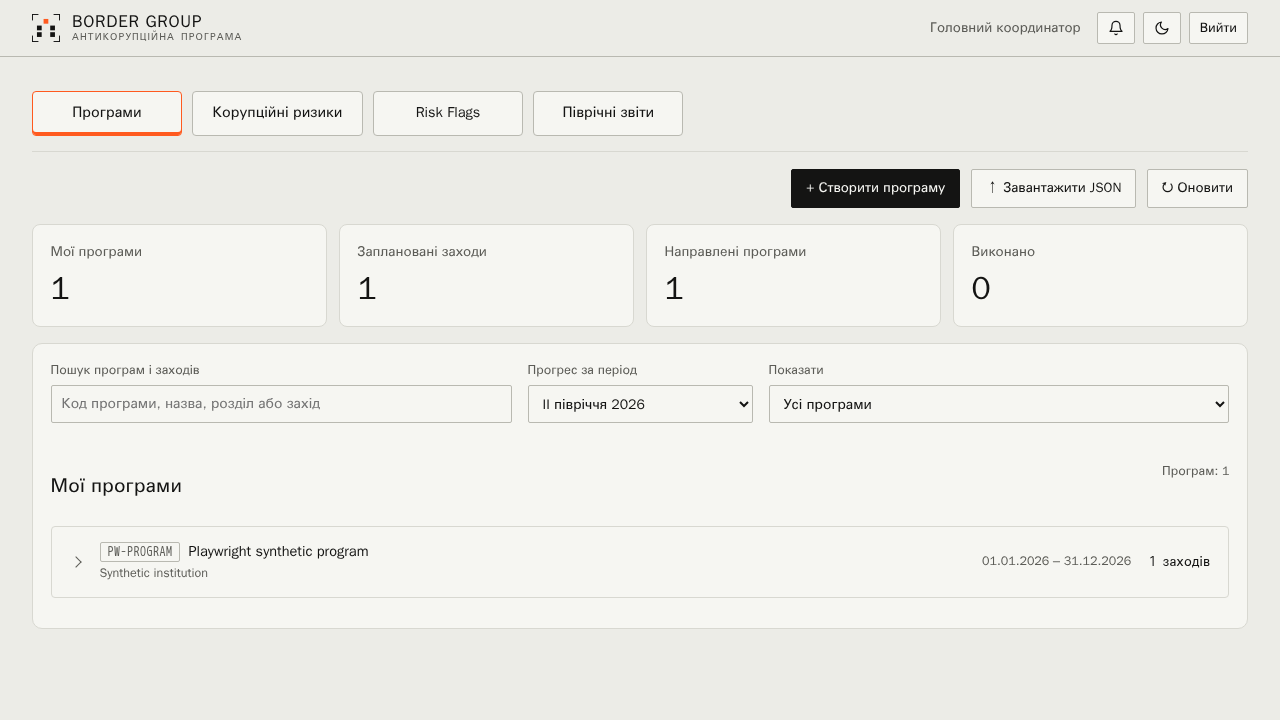 BORDER GROUP
АНТИКОРУПЦІЙНА ПРОГРАМА
Головний координатор
Вийти
Програми
Корупційні ризики
Risk Flags
Піврічні звіти
+ Створити програму
↑ Завантажити JSON
↻ Оновити
Мої програми
1
Заплановані заходи
1
Направлені програми
1
Виконано
0
Пошук програм і заходів
Код програми, назва, розділ або захід
Прогрес за період
II півріччя 2026
Показати
Усі програми
Мої програми
Програм: 1
PW-PROGRAM Playwright synthetic program
Synthetic institution
01.01.2026 – 31.12.2026
1 заходів